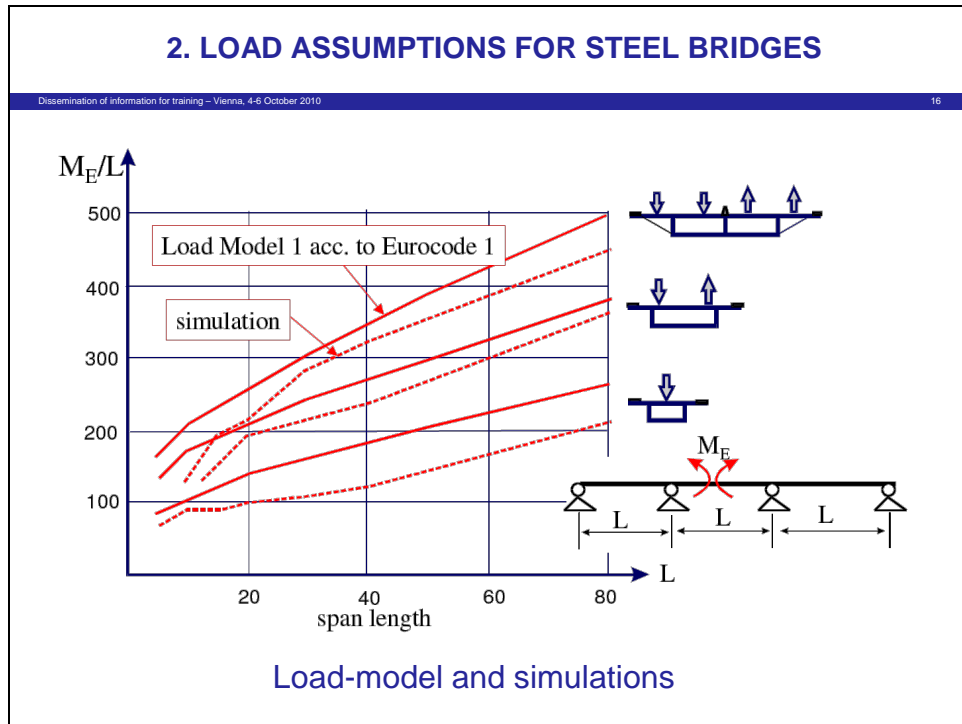 2. LOAD ASSUMPTIONS FOR STEEL BRIDGES
Dissemination of information for training – Vienna, 4-6 October 2010 16
M_E/L
500
400
300
200
100
Load Model 1 acc. to Eurocode 1
simulation
M_E
L L L
L
20 40 60 80
span length
Load-model and simulations